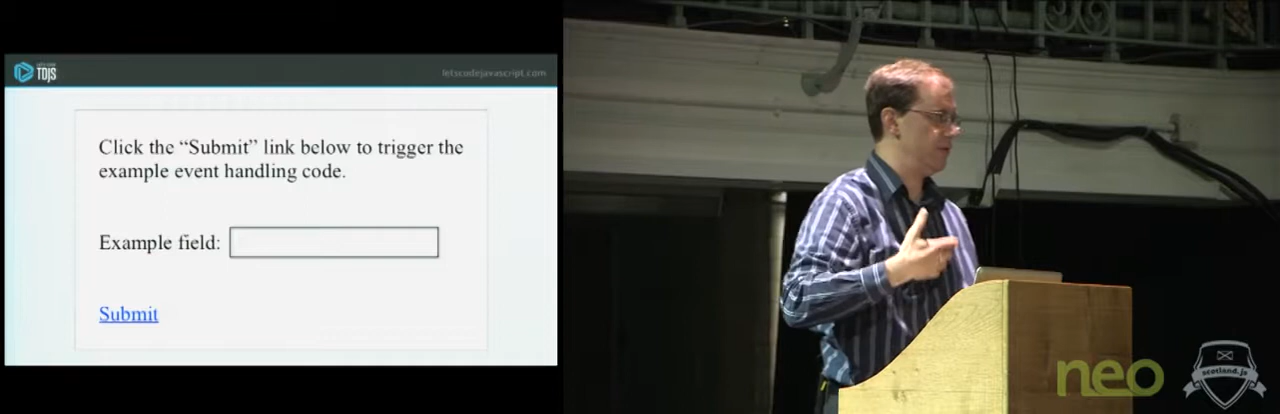 TDJS
letscodejavascript.com
Click the “Submit” link below to trigger the
example event handling code.
Example field:
Submit
neo
scotland.js